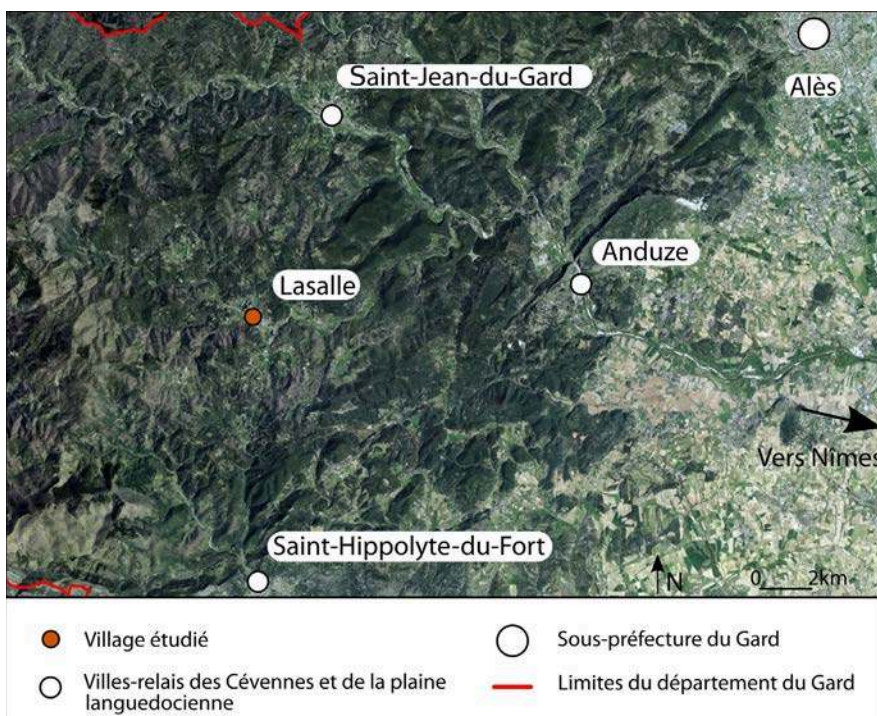 Saint-Jean-du-Gard
Alès
Anduze
Lasalle
Vers Nîmes
Saint-Hippolyte-du-Fort
N
0 2km
Village étudié
Sous-préfecture du Gard
Villes-relais des Cévennes et de la plaine
languedocienne
Limites du département du Gard